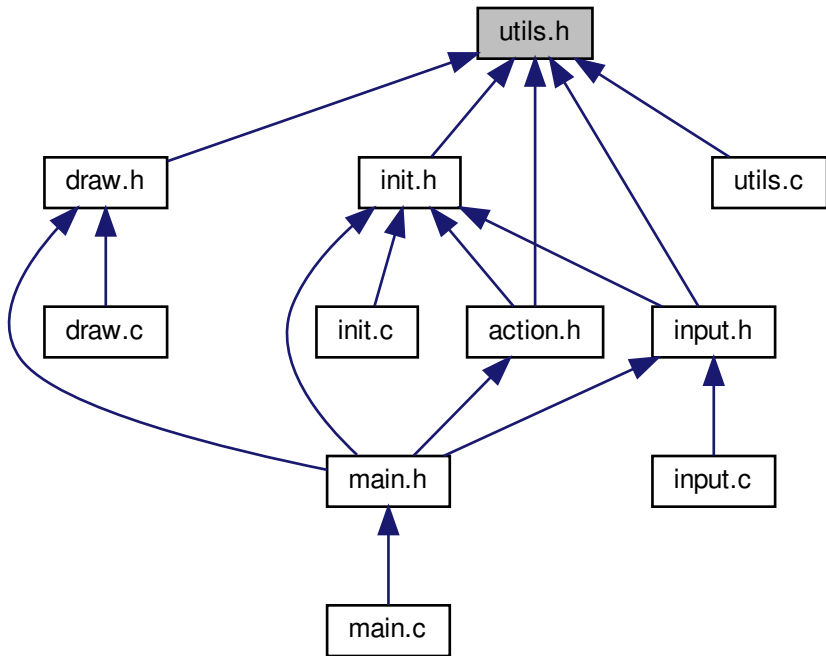 utils.h
draw.h
init.h
utils.c
draw.c
init.c
action.h
input.h
main.h
input.c
main.c